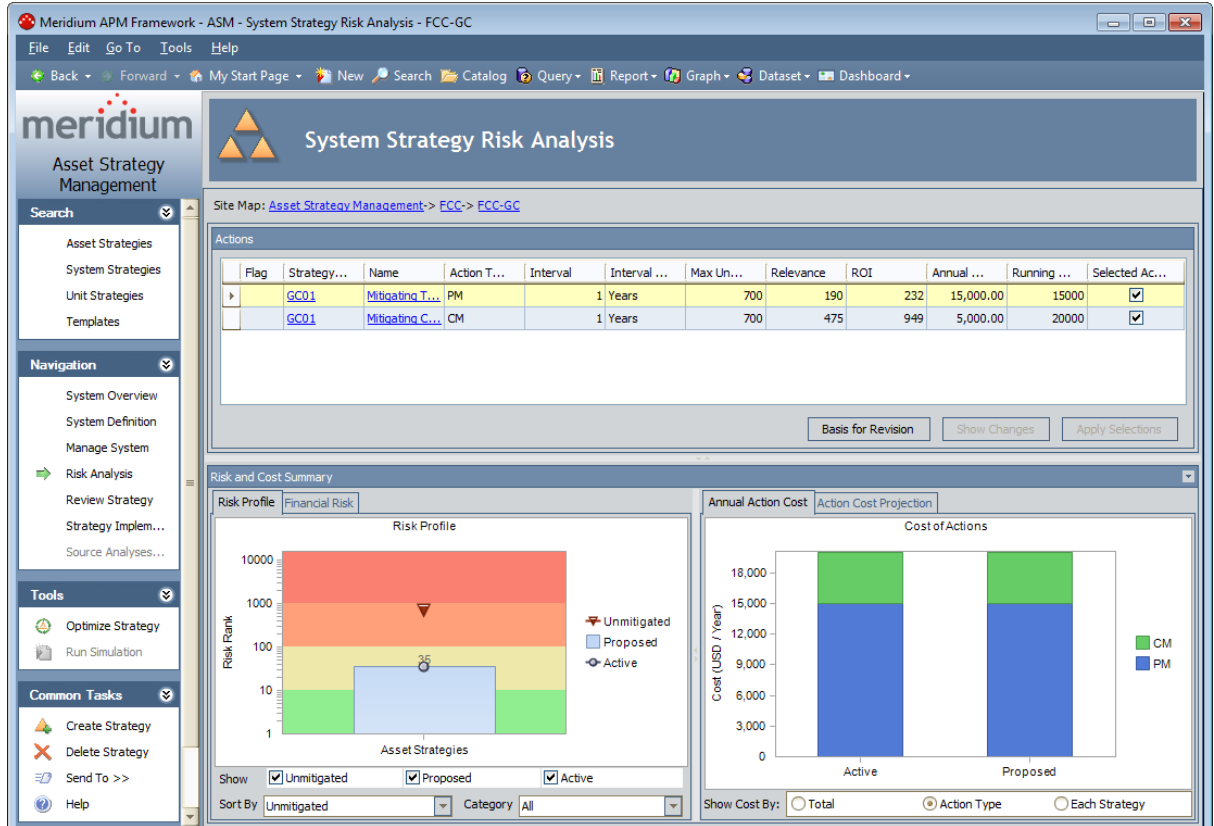 Meridium APM Framework - ASM - System Strategy Risk Analysis - FCC-GC
File Edit Go To Tools Help
Back Forward My Start Page New Search Catalog Query Report Graph Dataset Dashboard
meridium
Asset Strategy
Management
Search
Asset Strategies
System Strategies
Unit Strategies
Templates
Navigation
System Overview
System Definition
Manage System
Risk Analysis
Review Strategy
Strategy Implem...
Source Analyses...
Tools
Optimize Strategy
Run Simulation
Common Tasks
Create Strategy
Delete Strategy
Send To >>
Help
System Strategy Risk Analysis
Site Map: Asset Strategy Management-> FCC-> FCC-GC
Actions
Flag Strategy... Name Action T... Interval Interval ... Max Un... Relevance ROI Annual ... Running ... Selected Ac...
GC01 Mitigating T... PM 1 Years 700 190 232 15,000.00 15000
GC01 Mitigating C... CM 1 Years 700 475 949 5,000.00 20000
Basis for Revision Show Changes Apply Selections
Risk and Cost Summary
Risk Profile Financial Risk
Risk Profile
Risk Rank
10000
1000
100
10
1
35
Asset Strategies
Unmitigated
Proposed
Active
Show Unmitigated Proposed Active
Sort By Unmitigated Category All
Annual Action Cost Action Cost Projection
Cost of Actions
Cost (USD / Year)
18,000
15,000
12,000
9,000
6,000
3,000
0
Active Proposed
CM
PM
Show Cost By: Total Action Type Each Strategy